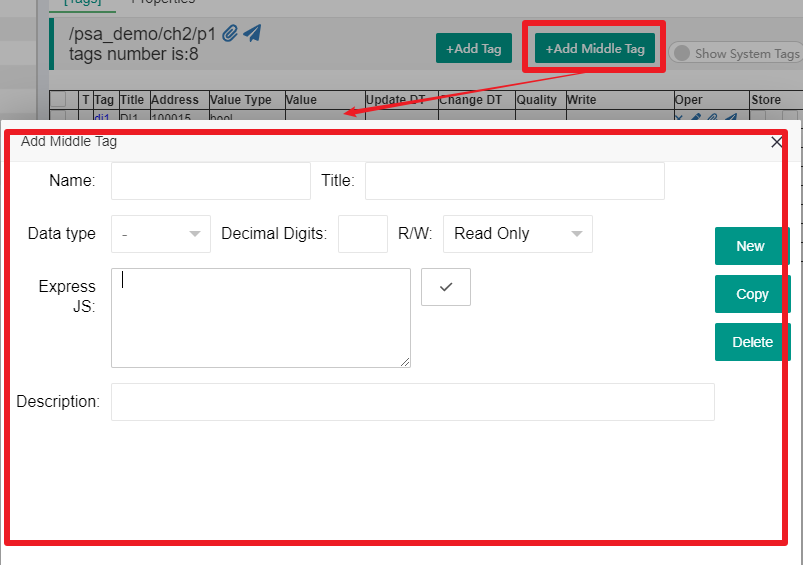 [Tags] Properties
/psa_demo/ch2/p1
tags number is:8
+Add Tag
+Add Middle Tag
Show System Tags
T Tag Title Address Value Type Value Update DT Change DT Quality Write Oper Store
di1 DI1 100015 bool
Add Middle Tag
Name:
Title:
Data type
-
Decimal Digits:
R/W:
Read Only
New
Express
JS:
Copy
Delete
Description: